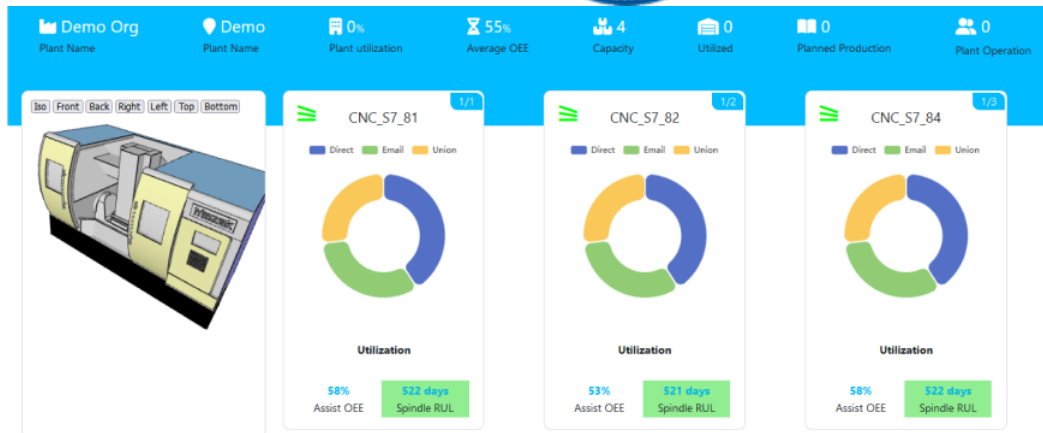 Demo Org
Plant Name
Demo
Plant Name
0%
Plant utilization
55%
Average OEE
4
Capacity
0
Utilized
0
Planned Production
0
Plant Operation
Iso Front Back Right Left Top Bottom
1/1
CNC_S7_81
Direct Email Union
Utilization
58%
Assist OEE
522 days
Spindle RUL
1/2
CNC_S7_82
Direct Email Union
Utilization
53%
Assist OEE
521 days
Spindle RUL
1/3
CNC_S7_84
Direct Email Union
Utilization
58%
Assist OEE
522 days
Spindle RUL